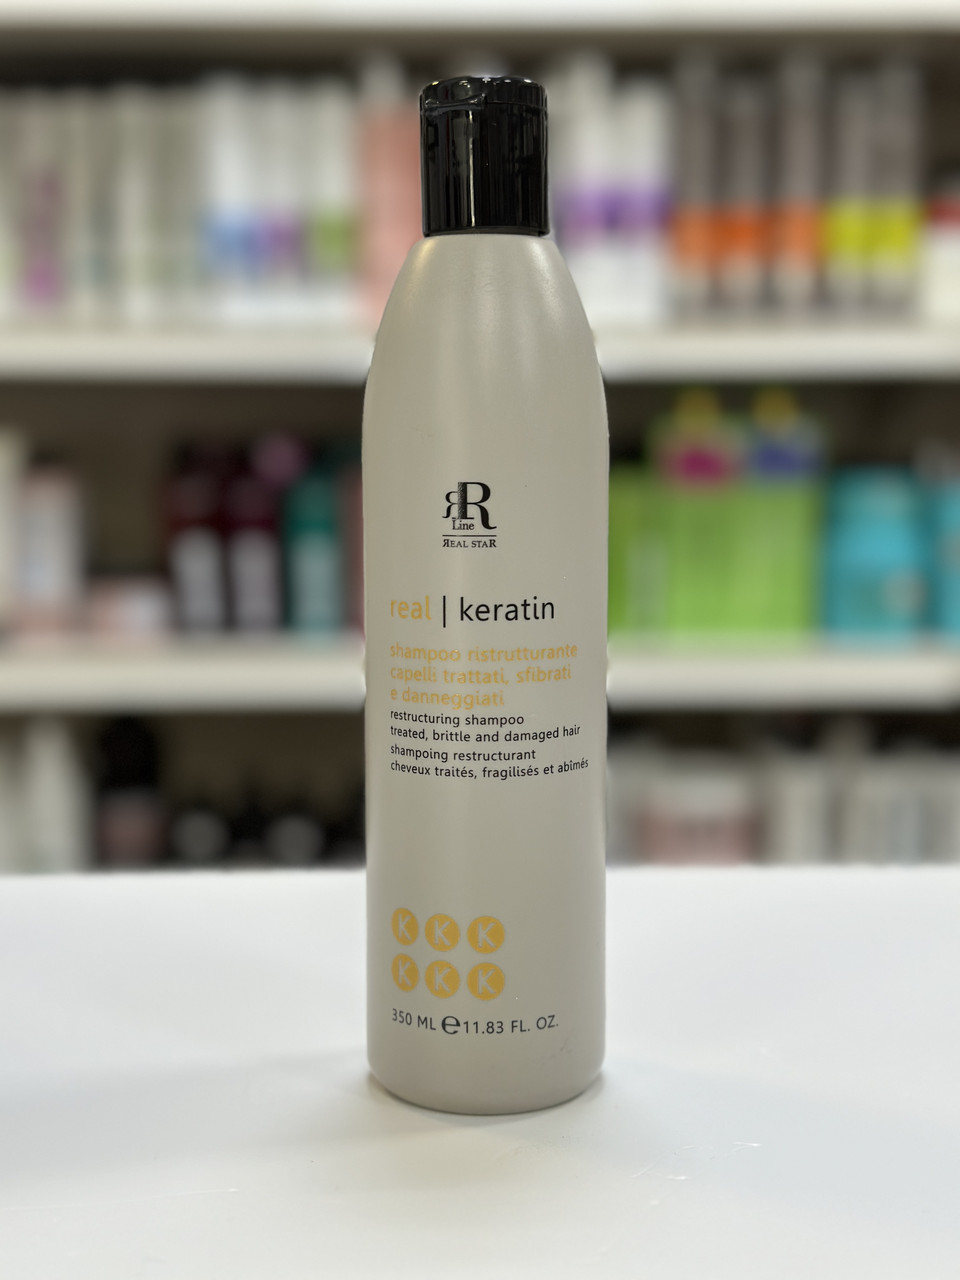 RR
Line
REAL STAR
real | keratin
shampoo ristrutturante
capelli trattati, sfibrati
e danneggiati
restructuring shampoo
treated, brittle and damaged hair
shampoing restructurant
cheveux traités, fragilisés et abîmés
K K K
K K K
350 ML ℮ 11.83 FL. OZ.